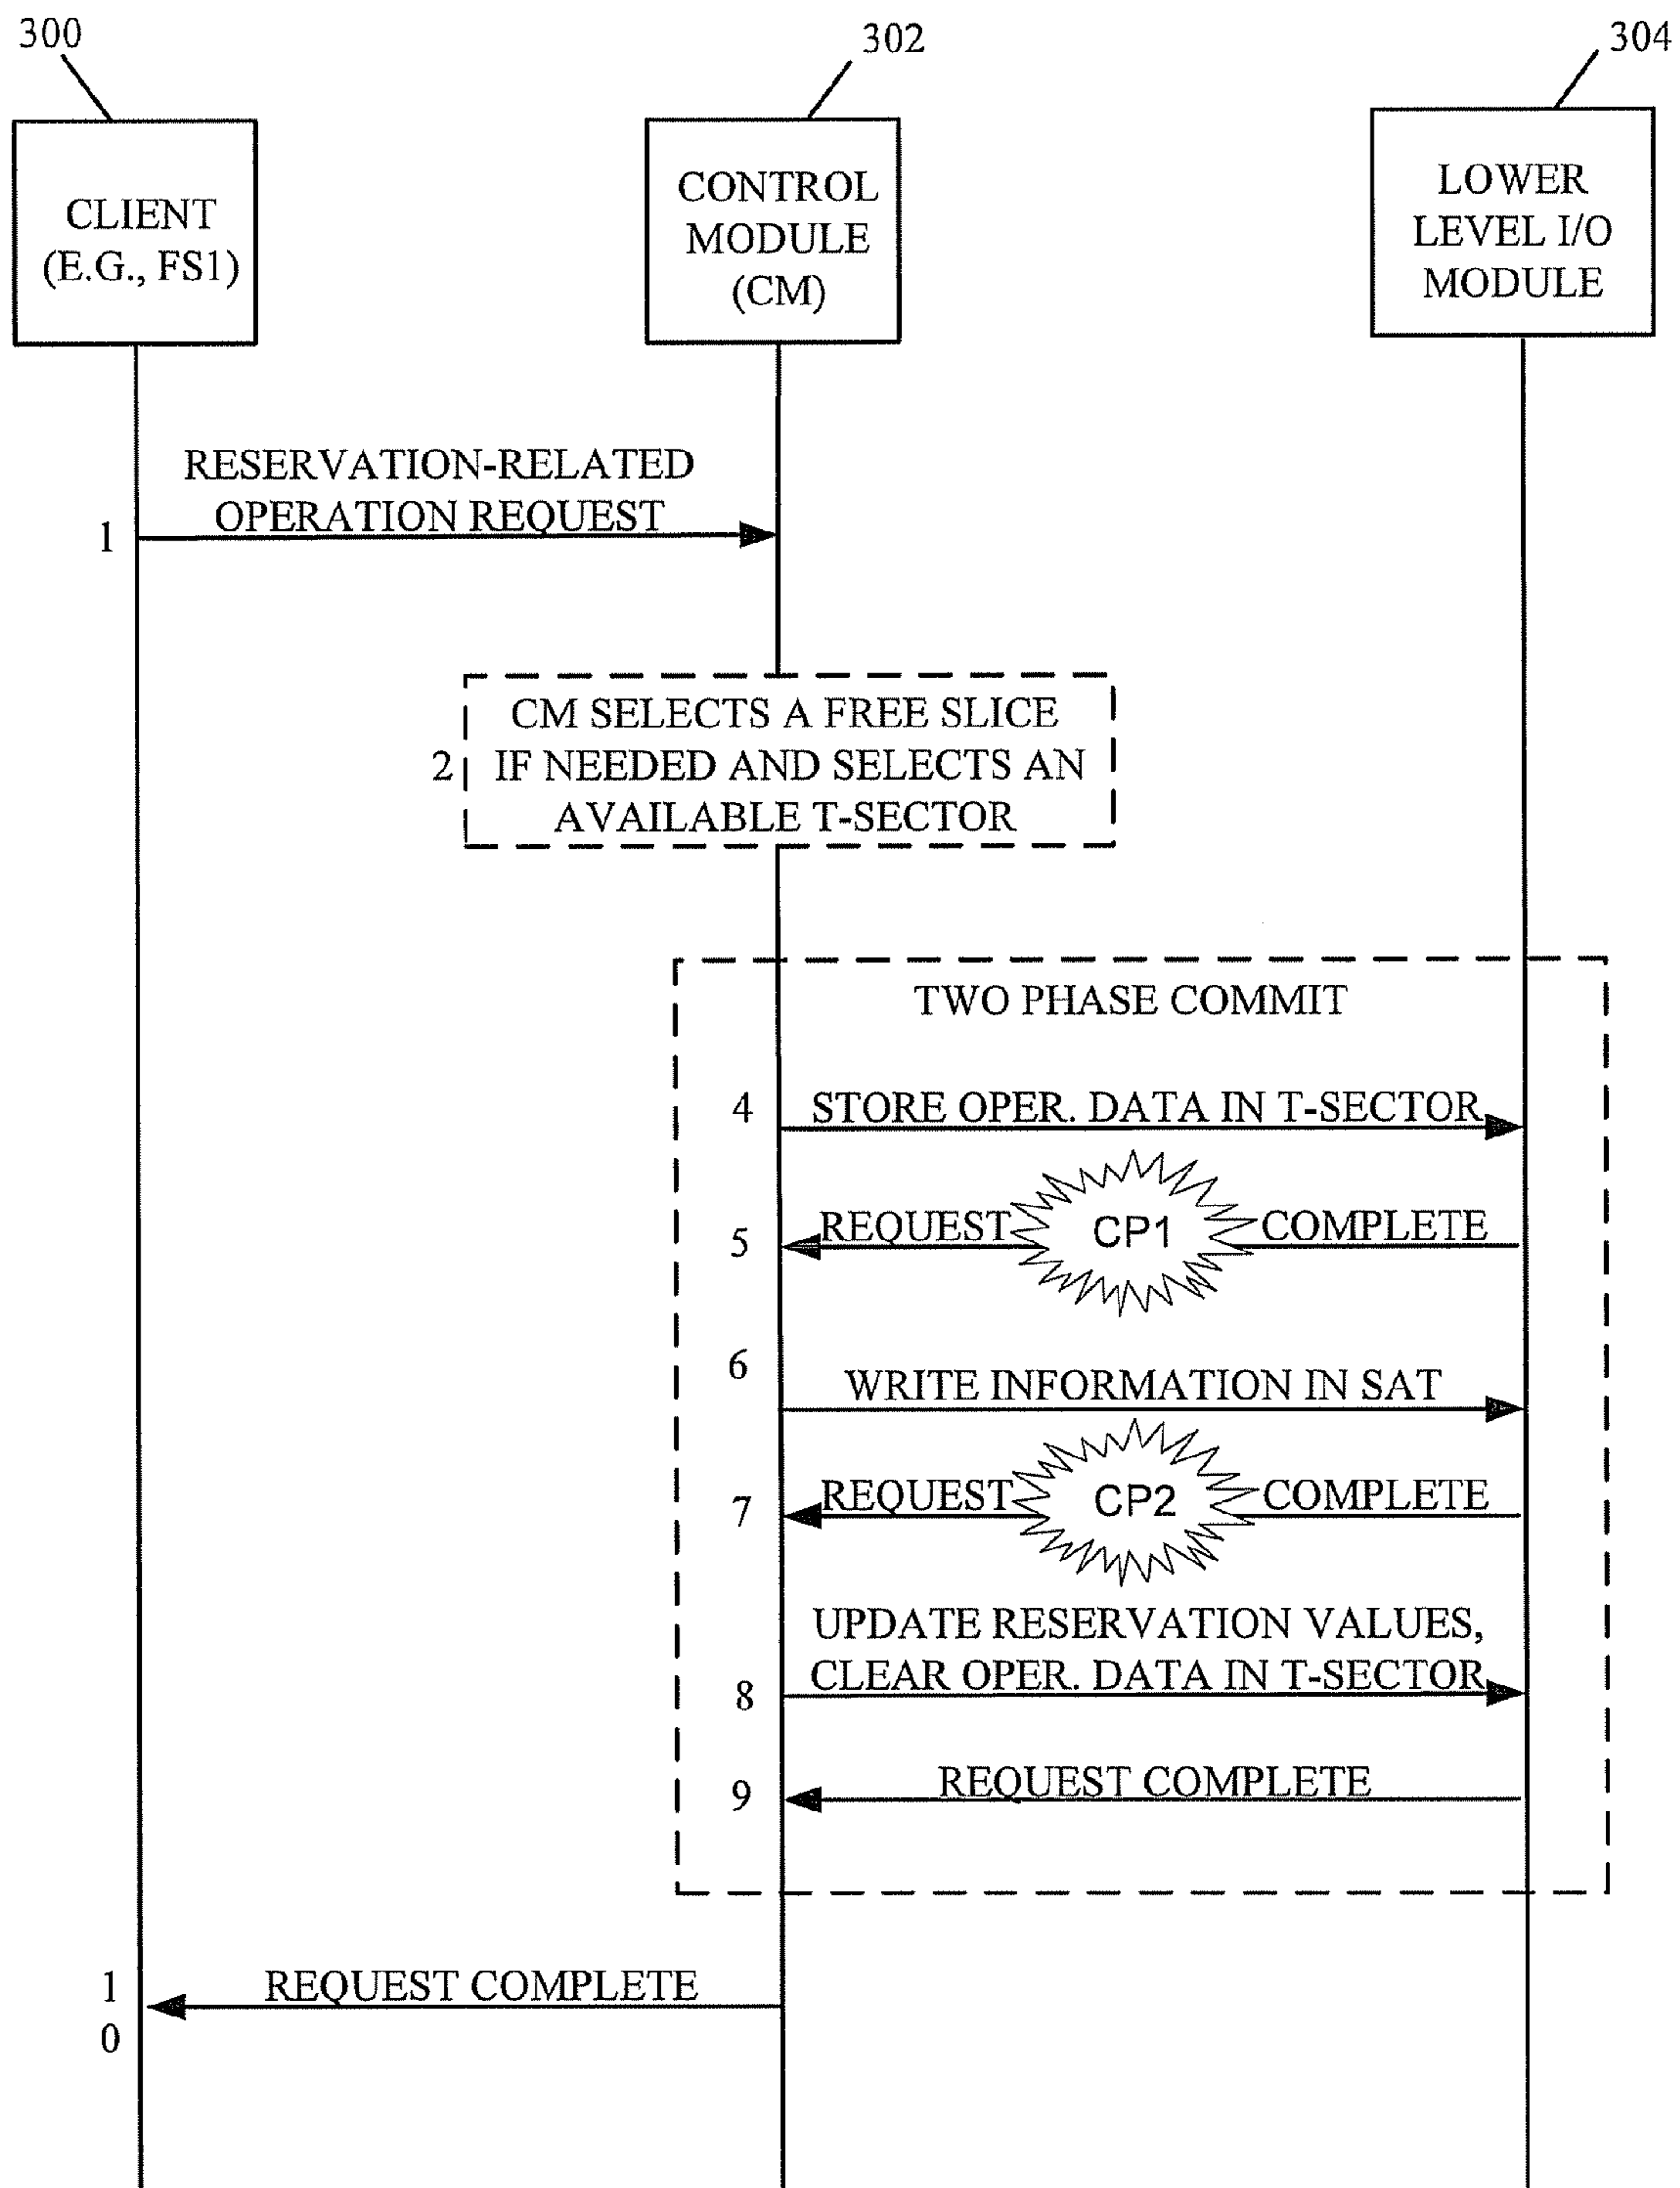 300
302
304
CLIENT
(E.G., FS1)
CONTROL
MODULE
(CM)
LOWER
LEVEL I/O
MODULE
RESERVATION-RELATED
OPERATION REQUEST
1
CM SELECTS A FREE SLICE
2 IF NEEDED AND SELECTS AN
AVAILABLE T-SECTOR
TWO PHASE COMMIT
4 STORE OPER. DATA IN T-SECTOR
5 REQUEST CP1 COMPLETE
6
WRITE INFORMATION IN SAT
7 REQUEST CP2 COMPLETE
UPDATE RESERVATION VALUES,
CLEAR OPER. DATA IN T-SECTOR
8
9 REQUEST COMPLETE
1 REQUEST COMPLETE
0